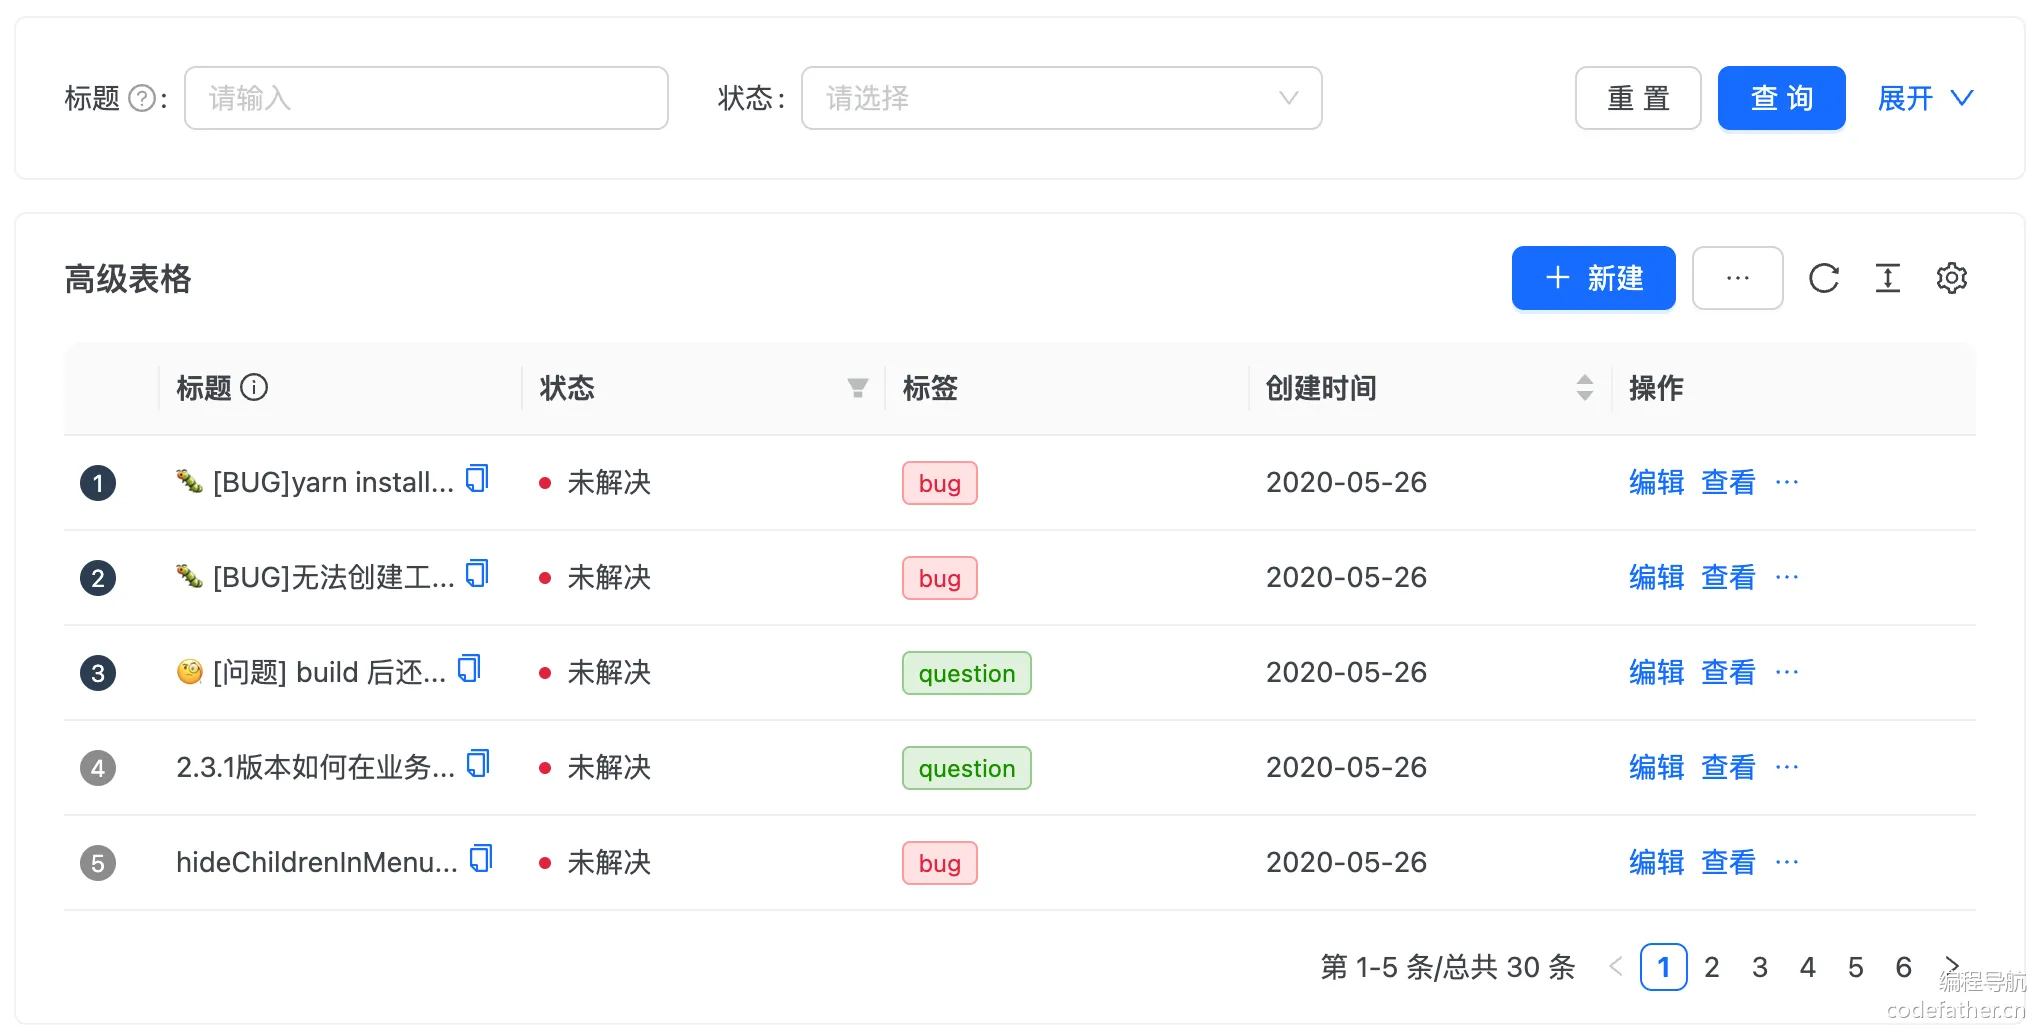 标题 ? : 请输入 状态 : 请选择 重 置 查 询 展开
高级表格 + 新建 ···
标题 状态 标签 创建时间 操作
1 [BUG]yarn install... 未解决 bug 2020-05-26 编辑 查看 ···
2 [BUG]无法创建工... 未解决 bug 2020-05-26 编辑 查看 ···
3 [问题] build 后还... 未解决 question 2020-05-26 编辑 查看 ···
4 2.3.1版本如何在业务... 未解决 question 2020-05-26 编辑 查看 ···
5 hideChildrenInMenu... 未解决 bug 2020-05-26 编辑 查看 ···
第 1-5 条/总共 30 条 < 1 2 3 4 5 6 >
编程导航
codefather.cn